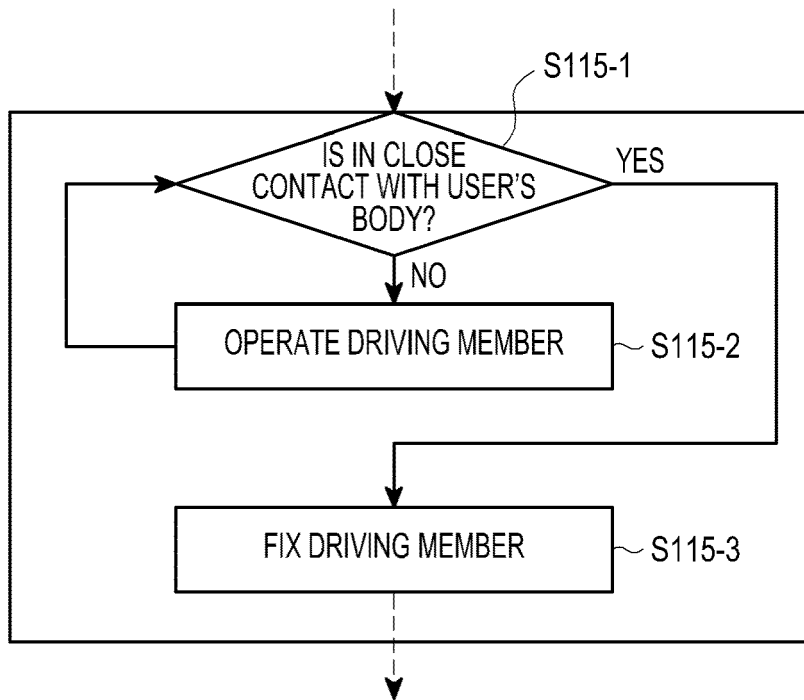 S115-1
IS IN CLOSE
CONTACT WITH USER'S
BODY?
YES
NO
OPERATE DRIVING MEMBER
S115-2
FIX DRIVING MEMBER
S115-3